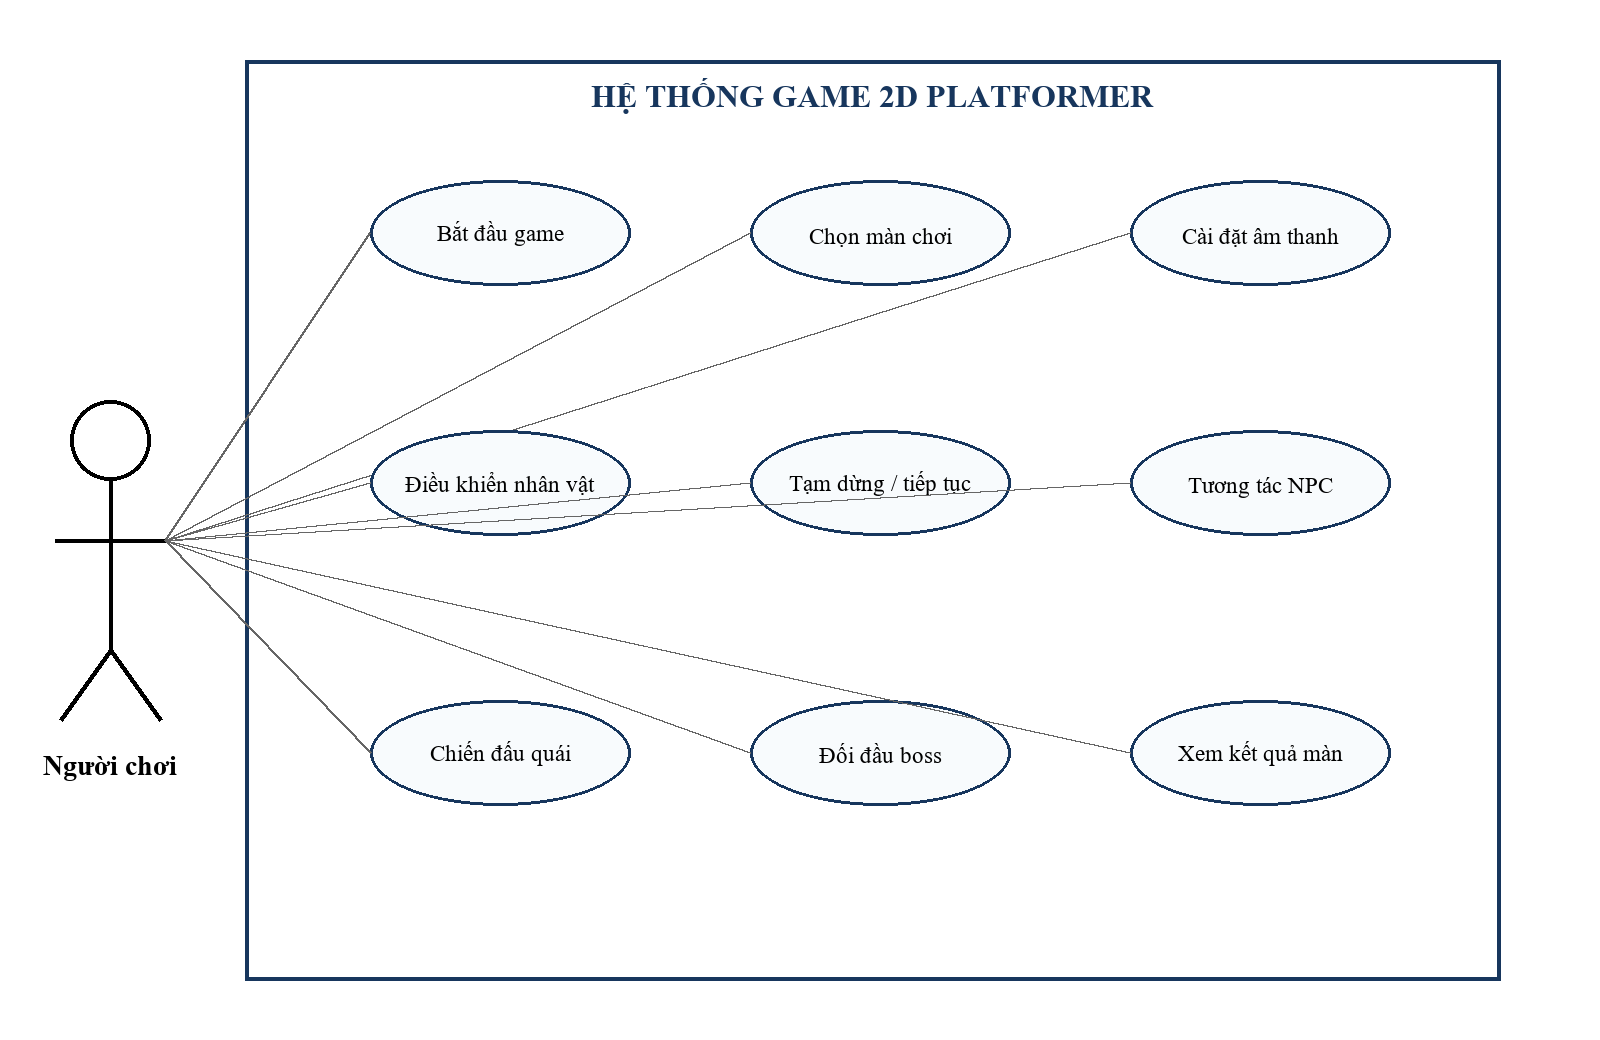 HỆ THỐNG GAME 2D PLATFORMER
Bắt đầu game
Chọn màn chơi
Cài đặt âm thanh
Điều khiển nhân vật
Tạm dừng / tiếp tục
Tương tác NPC
Chiến đấu quái
Đối đầu boss
Xem kết quả màn
Người chơi